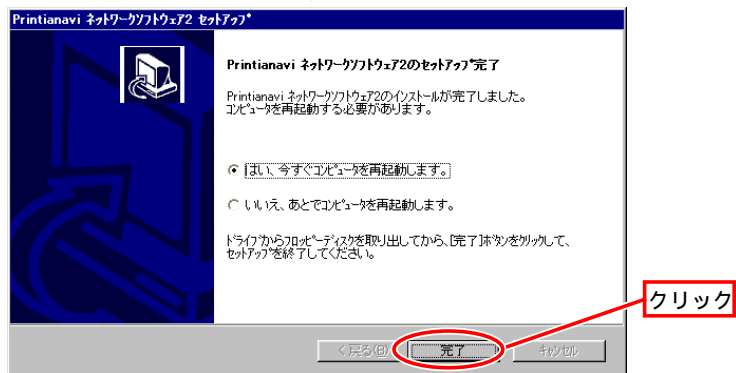 Printianavi ネットワークソフトウェア2 セットアップ
Printianavi ネットワークソフトウェア2のセットアップ完了
Printianavi ネットワークソフトウェア2のインストールが完了しました。
コンピュータを再起動する必要があります。
はい、今すぐコンピュータを再起動します。
いいえ、あとでコンピュータを再起動します。
ドライブからフロッピーディスクを取り出してから、[完了]ボタンをクリックして、
セットアップを終了してください。
クリック
< 戻る(B) 完了 キャンセル